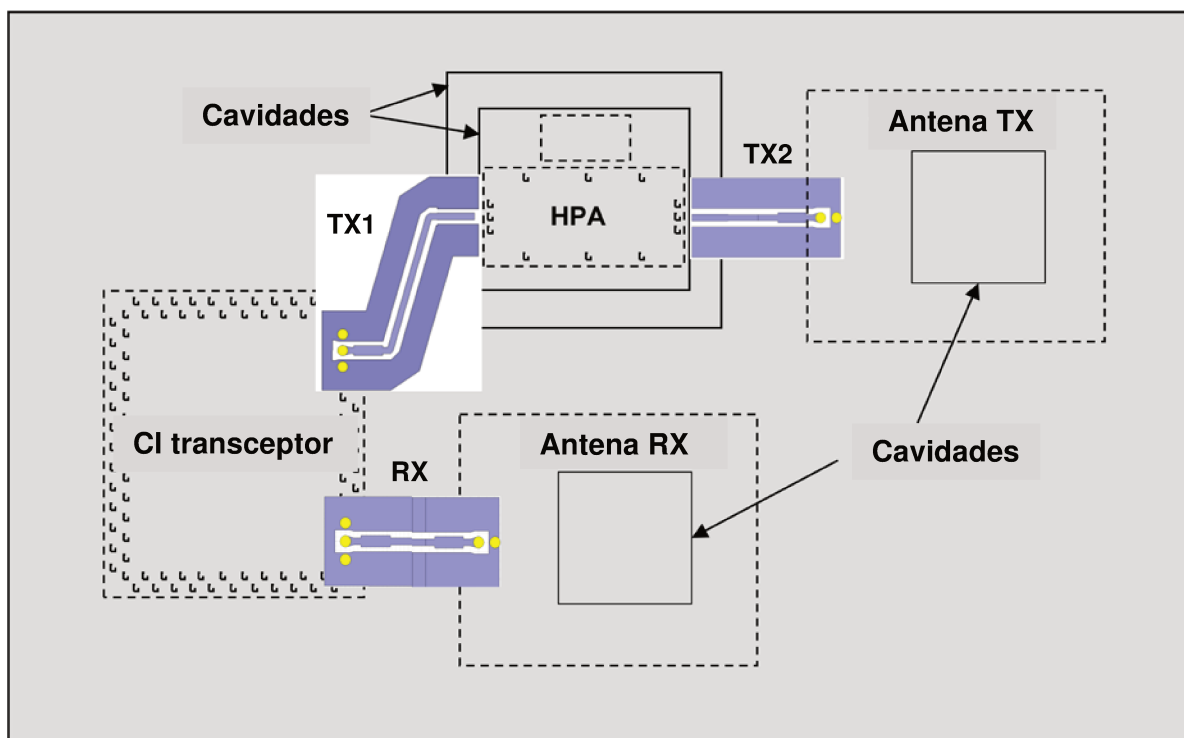 Cavidades
Antena TX
TX2
TX1
HPA
CI transceptor
Antena RX
Cavidades
RX